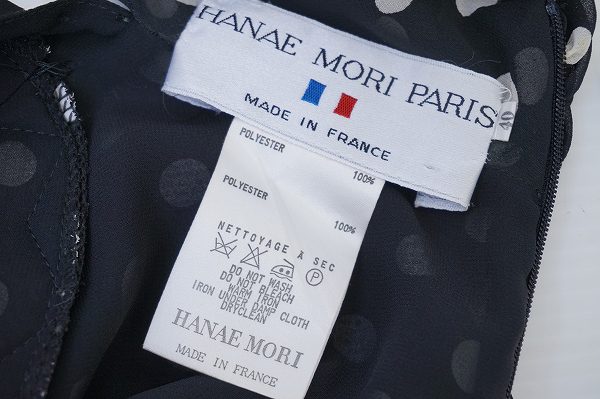 HANAE MORI PARIS
MADE IN FRANCE
40
POLYESTER
100%
POLYESTER
100%
NETTOYAGE À SEC
P
DO NOT WASH
DO NOT BLEACH
WARM IRON
IRON UNDER DAMP CLOTH
DRYCLEAN
HANAE MORI
MADE IN FRANCE